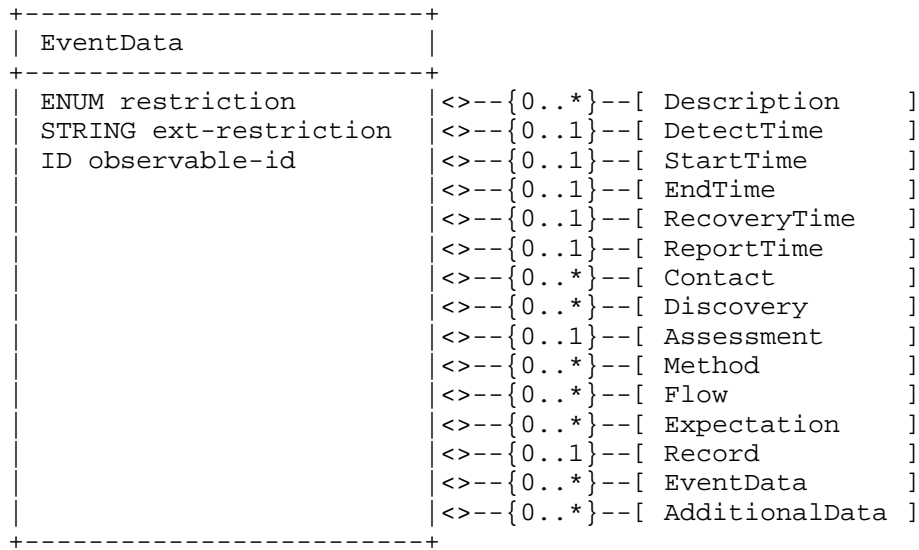 +-------------------------+
| EventData               |
+-------------------------+
| ENUM restriction        |<>--{0..*}--[ Description    ]
| STRING ext-restriction  |<>--{0..1}--[ DetectTime     ]
| ID observable-id        |<>--{0..1}--[ StartTime      ]
|                         |<>--{0..1}--[ EndTime        ]
|                         |<>--{0..1}--[ RecoveryTime   ]
|                         |<>--{0..1}--[ ReportTime     ]
|                         |<>--{0..*}--[ Contact        ]
|                         |<>--{0..*}--[ Discovery      ]
|                         |<>--{0..1}--[ Assessment     ]
|                         |<>--{0..*}--[ Method         ]
|                         |<>--{0..*}--[ Flow           ]
|                         |<>--{0..*}--[ Expectation    ]
|                         |<>--{0..1}--[ Record         ]
|                         |<>--{0..*}--[ EventData      ]
|                         |<>--{0..*}--[ AdditionalData ]
+-------------------------+